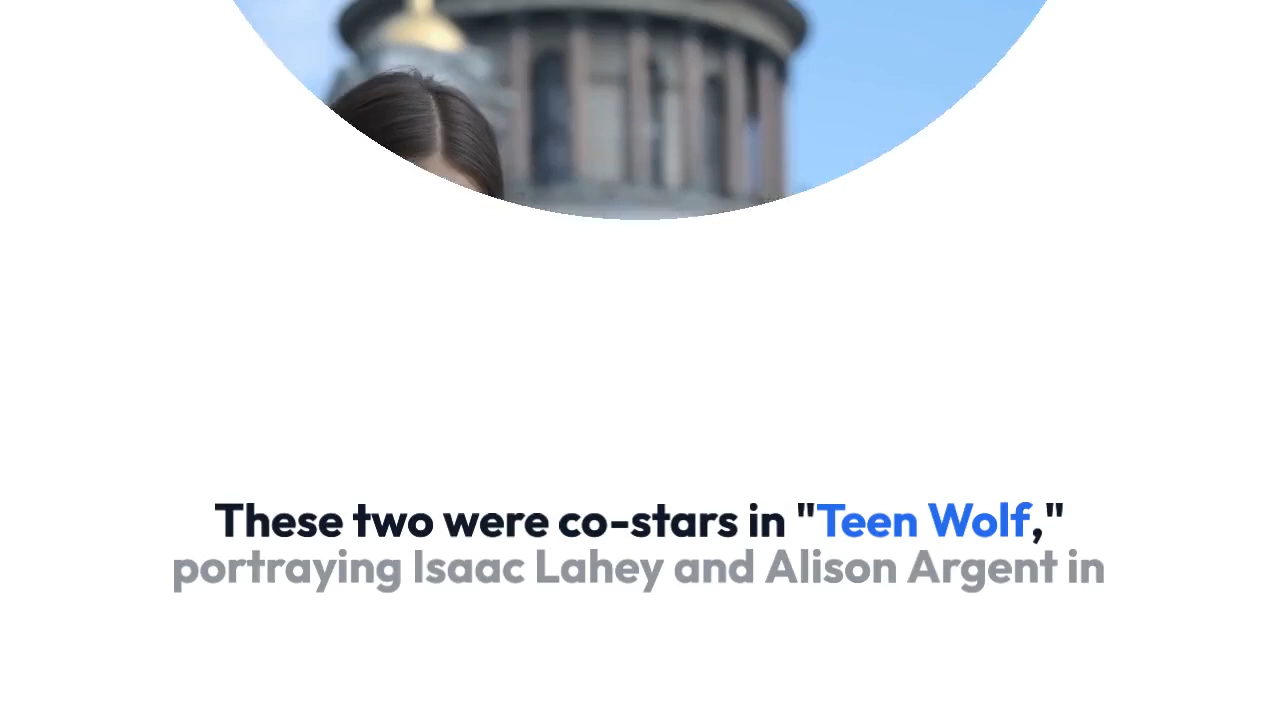 These two were co-stars in "Teen Wolf,"
portraying Isaac Lahey and Alison Argent in